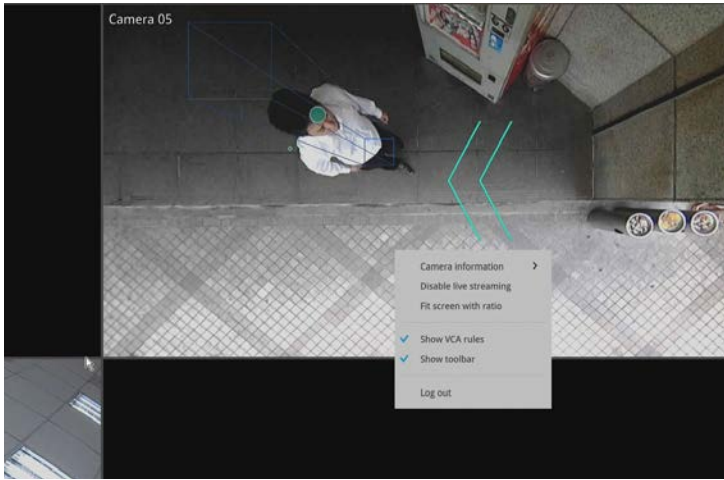 Camera 05
Camera information
Disable live streaming
Fit screen with ratio
Show VCA rules
Show toolbar
Log out